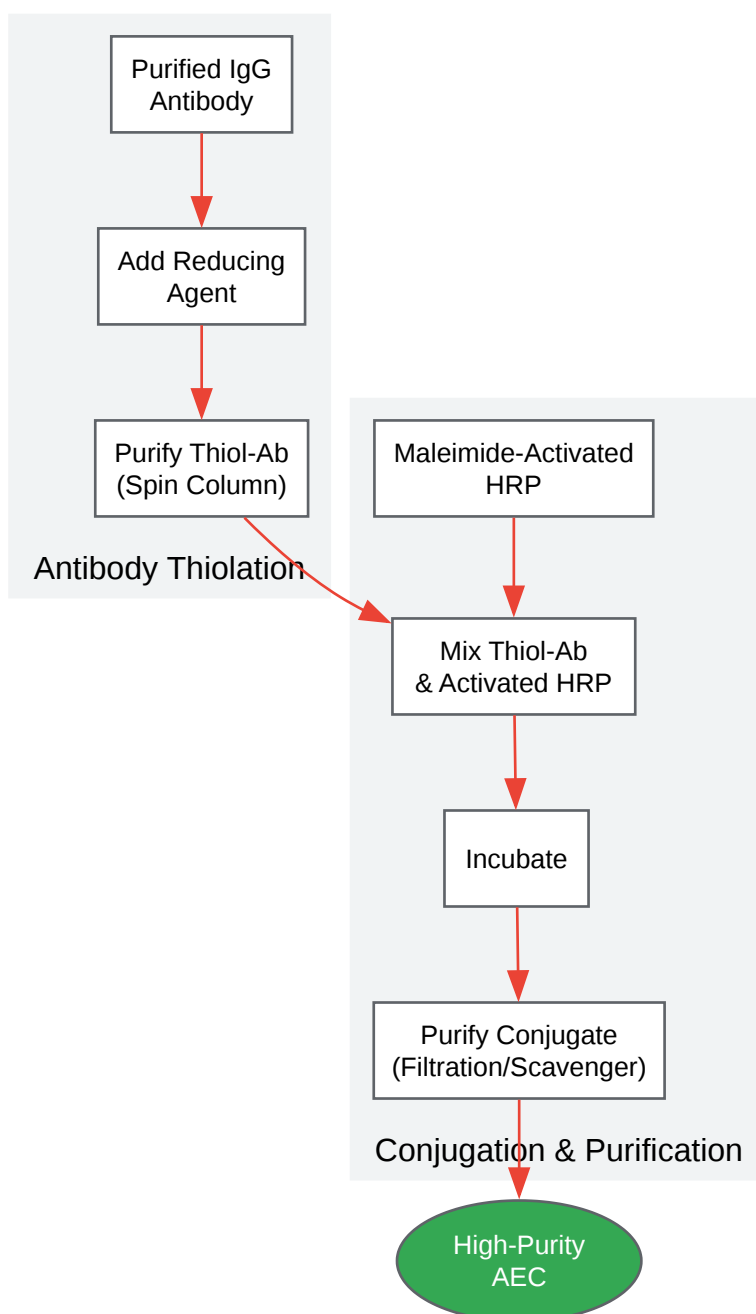 Purified IgG
Antibody
Add Reducing
Agent
Purify Thiol-Ab
(Spin Column)
Antibody Thiolation
Maleimide-Activated
HRP
Mix Thiol-Ab
& Activated HRP
Incubate
Purify Conjugate
(Filtration/Scavenger)
Conjugation & Purification
High-Purity
AEC